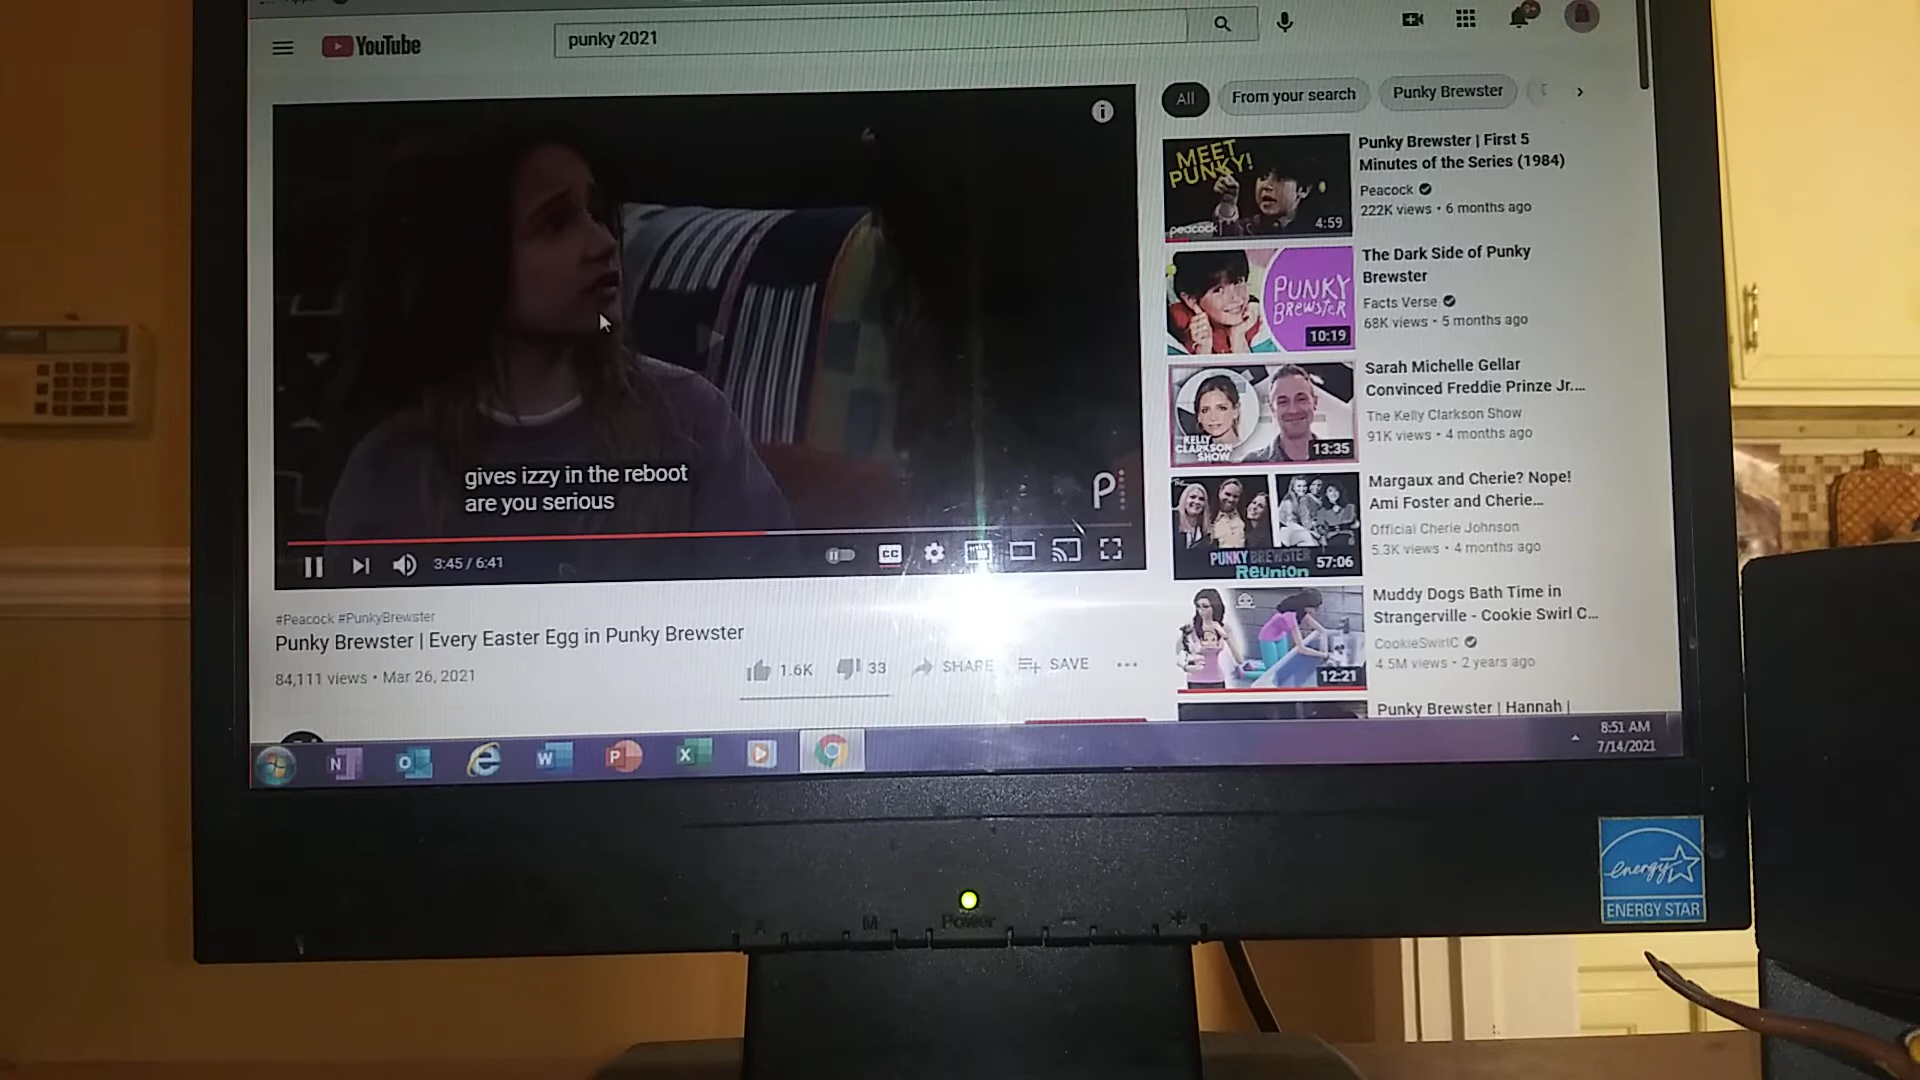 YouTube
punky 2021
9+
All
From your search
Punky Brewster
MEET
PUNKY!
peacock
4:59
Punky Brewster | First 5
Minutes of the Series (1984)
Peacock
222K views • 6 months ago
PUNKY
BREWSTER
10:19
The Dark Side of Punky
Brewster
Facts Verse
68K views • 5 months ago
KELLY
CLARKSON
SHOW
13:35
Sarah Michelle Gellar
Convinced Freddie Prinze Jr....
The Kelly Clarkson Show
91K views • 4 months ago
PUNKY BREWSTER
Reunion
57:06
Margaux and Cherie? Nope!
Ami Foster and Cherie...
Official Cherie Johnson
5.3K views • 4 months ago
12:21
Muddy Dogs Bath Time in
Strangerville - Cookie Swirl C...
CookieSwirlC
4.5M views • 2 years ago
Punky Brewster | Hannah |
gives izzy in the reboot
are you serious
P
3:45 / 6:41
CC
#Peacock #PunkyBrewster
Punky Brewster | Every Easter Egg in Punky Brewster
84,111 views • Mar 26, 2021
1.6K
33
SHARE
SAVE
N
O
W
P
X
8:51 AM
7/14/2021
M
Power
energy
ENERGY STAR